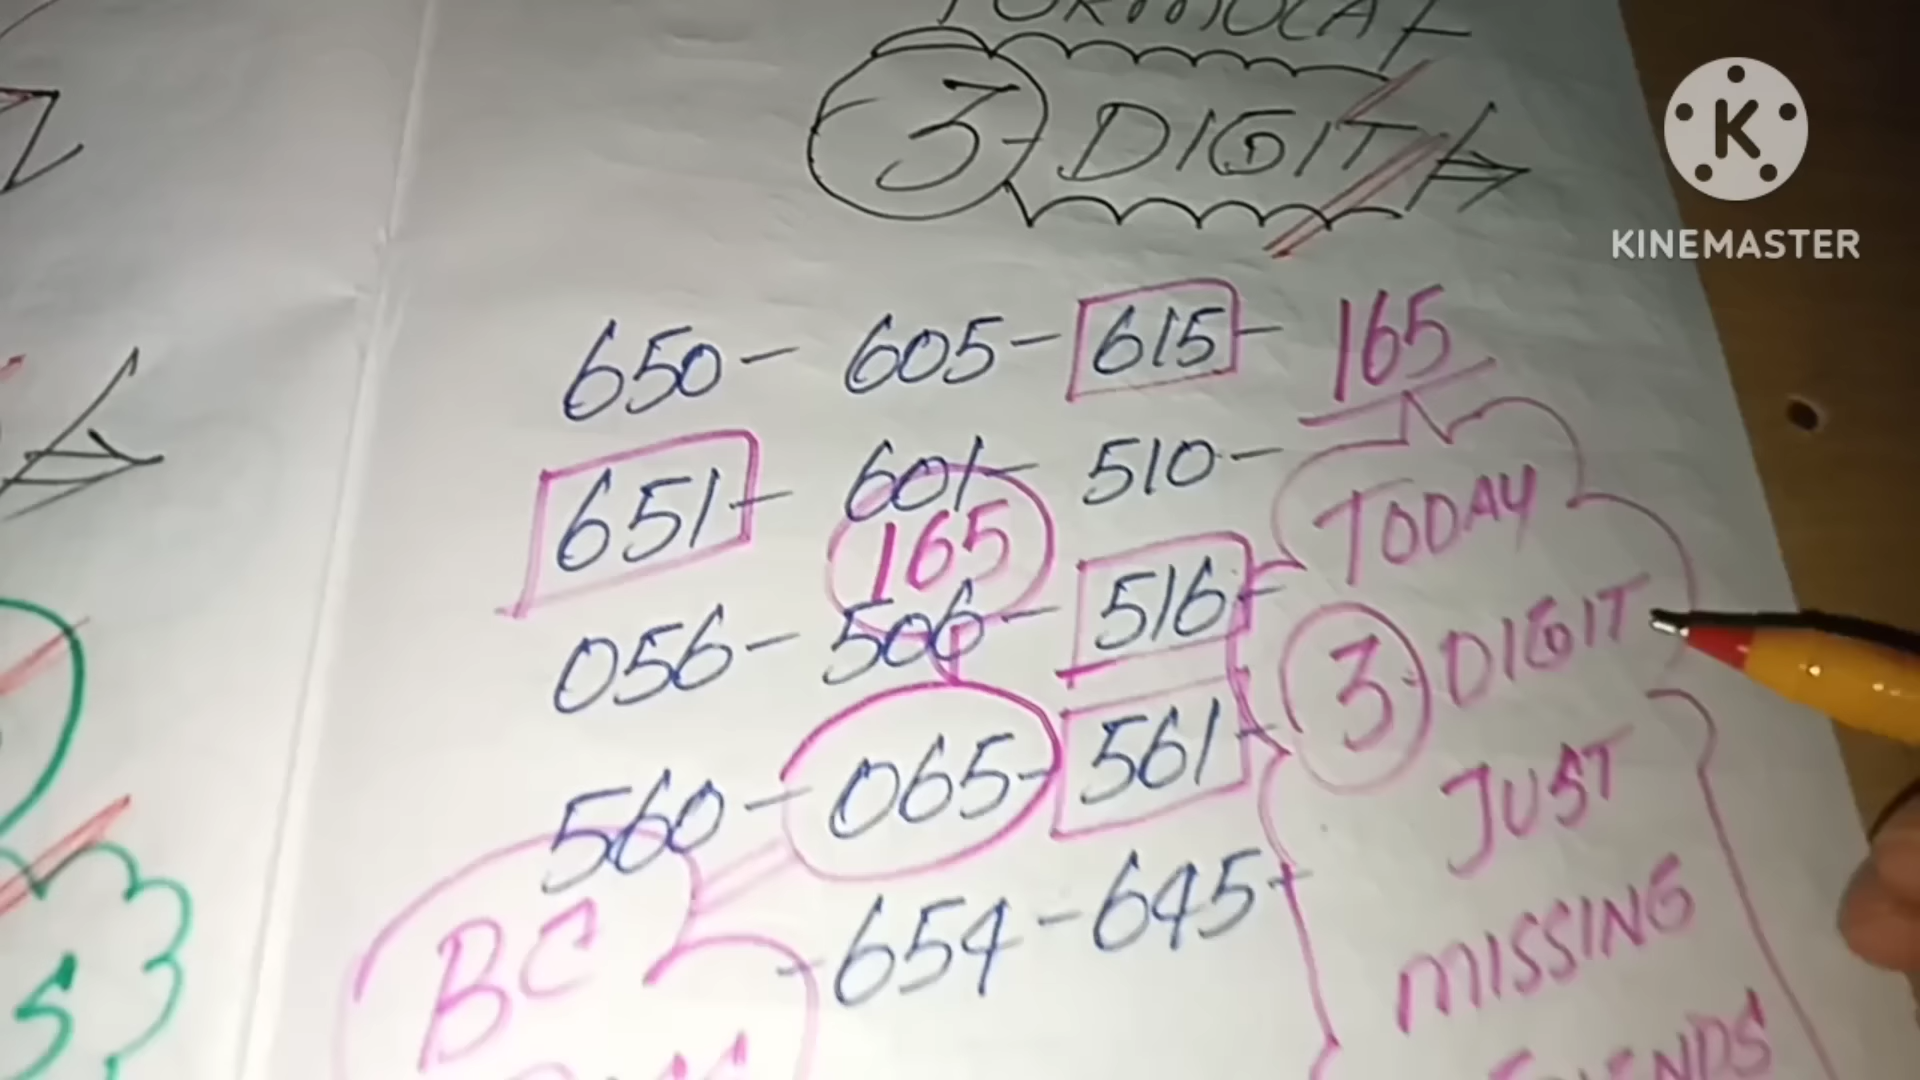 FORMULA
3-DIGIT
K
KINEMASTER
650 - 605 - 615 - 165
651 - 601 - 510 -
165
056 - 506 - 516 -
560 - 065 - 561 -
- 654 - 645 -
TODAY
3-DIGIT
JUST
MISSING
BC
S